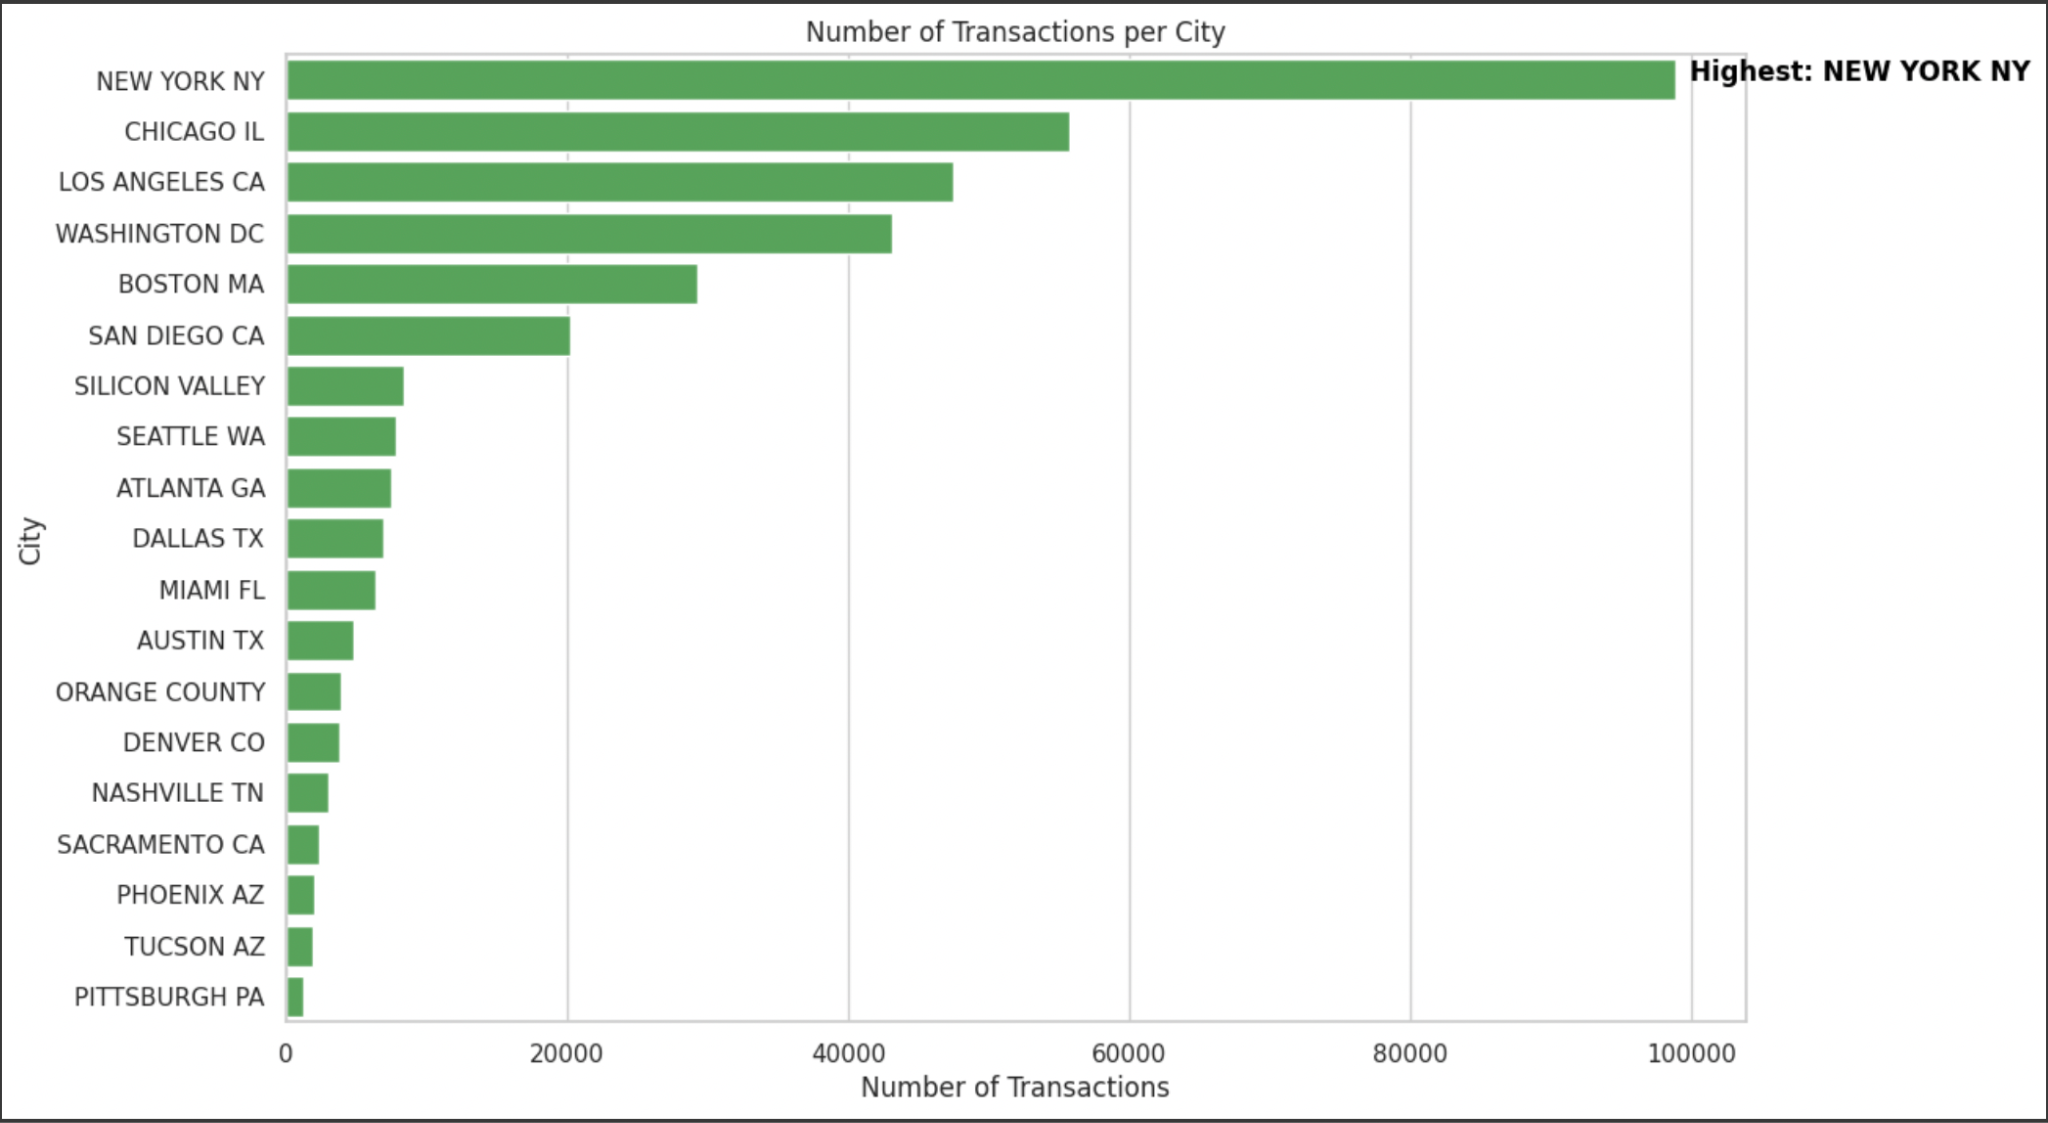 Number of Transactions per City
NEW YORK NY
Highest: NEW YORK NY
CHICAGO IL
LOS ANGELES CA
WASHINGTON DC
BOSTON MA
SAN DIEGO CA
SILICON VALLEY
SEATTLE WA
ATLANTA GA
DALLAS TX
MIAMI FL
AUSTIN TX
ORANGE COUNTY
DENVER CO
NASHVILLE TN
SACRAMENTO CA
PHOENIX AZ
TUCSON AZ
PITTSBURGH PA
City
0 20000 40000 60000 80000 100000
Number of Transactions